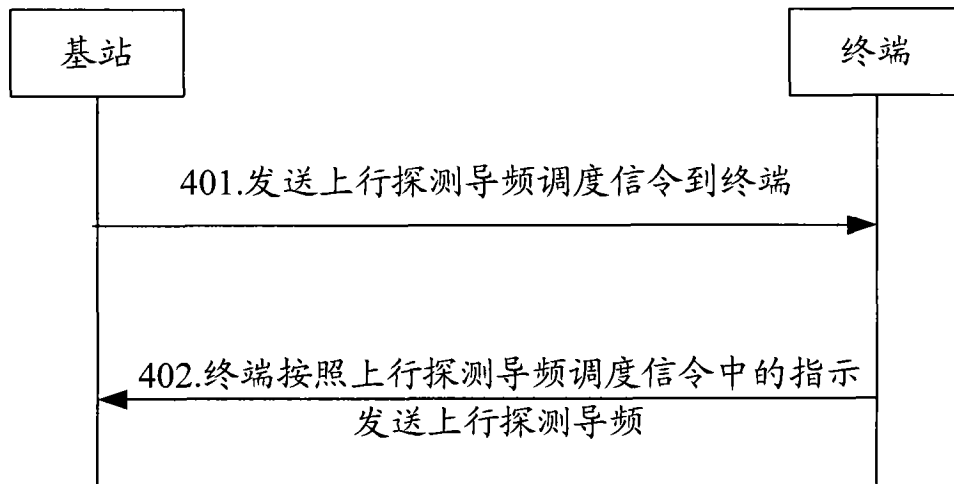 基站
终端
401.发送上行探测导频调度信令到终端
402.终端按照上行探测导频调度信令中的指示
发送上行探测导频